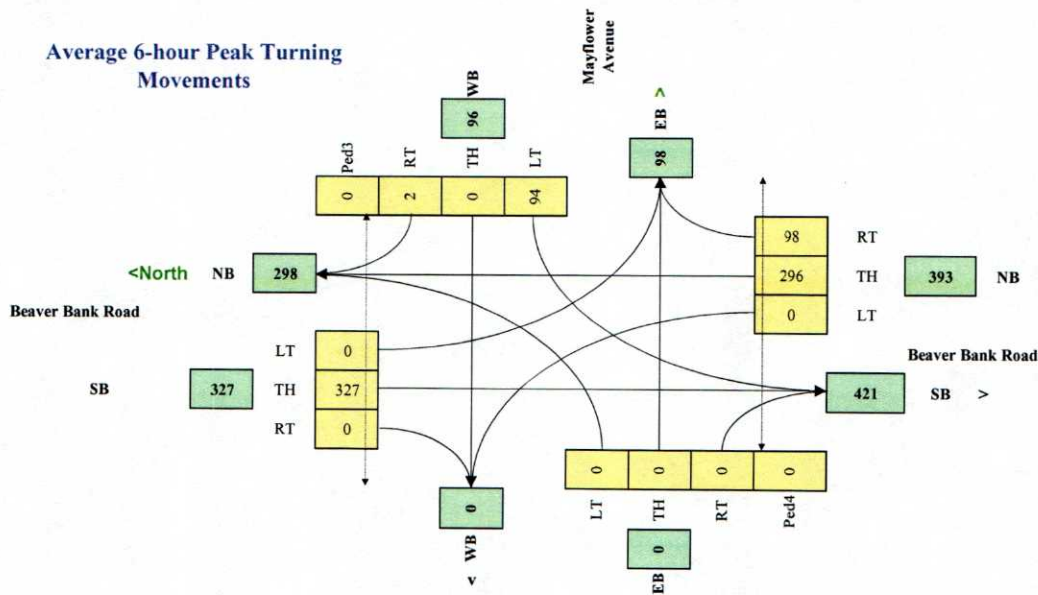 Average 6-hour Peak Turning
Movements
Mayflower
Avenue
WB
96
EB >
98
Ped3
RT
TH
LT
0
2
0
94
<North NB 298
98 RT
296 TH 393 NB
0 LT
Beaver Bank Road
LT 0
SB 327 TH 327
RT 0
Beaver Bank Road
421 SB >
0
WB
v
0
0
0
0
LT
TH
RT
Ped4
0
EB